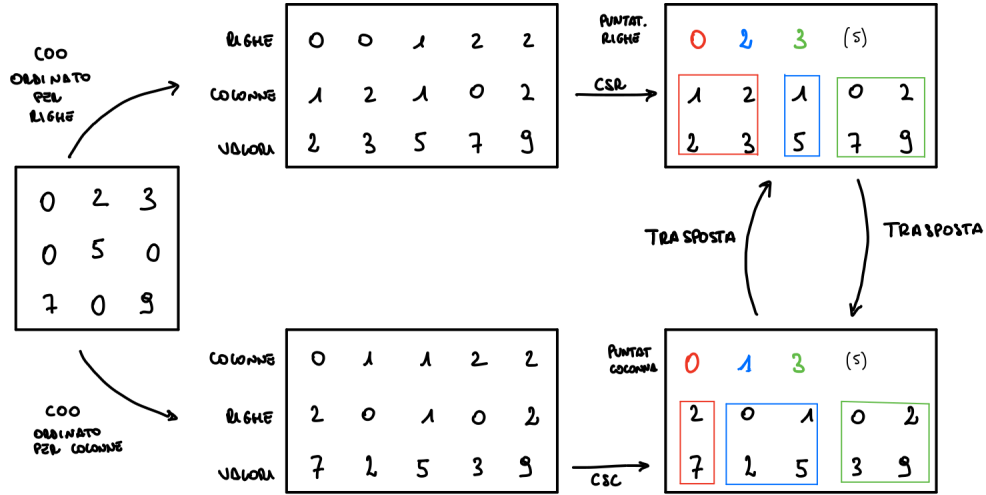 COO
ORDINATO
PER
RIGHE
RIGHE 0 0 1 2 2
COLONNE 1 2 1 0 2
VALORI 2 3 5 7 9
CSR
PUNTAT.
RIGHE 0 2 3 (5)
1 2 1 0 2
2 3 5 7 9
0 2 3
0 5 0
7 0 9
TRASPOSTA
TRASPOSTA
COO
ORDINATO
PER COLONNE
COLONNE 0 1 1 2 2
RIGHE 2 0 1 0 2
VALORI 7 2 5 3 9
CSC
PUNTAT
COLONNA 0 1 3 (5)
2 0 1 0 2
7 2 5 3 9